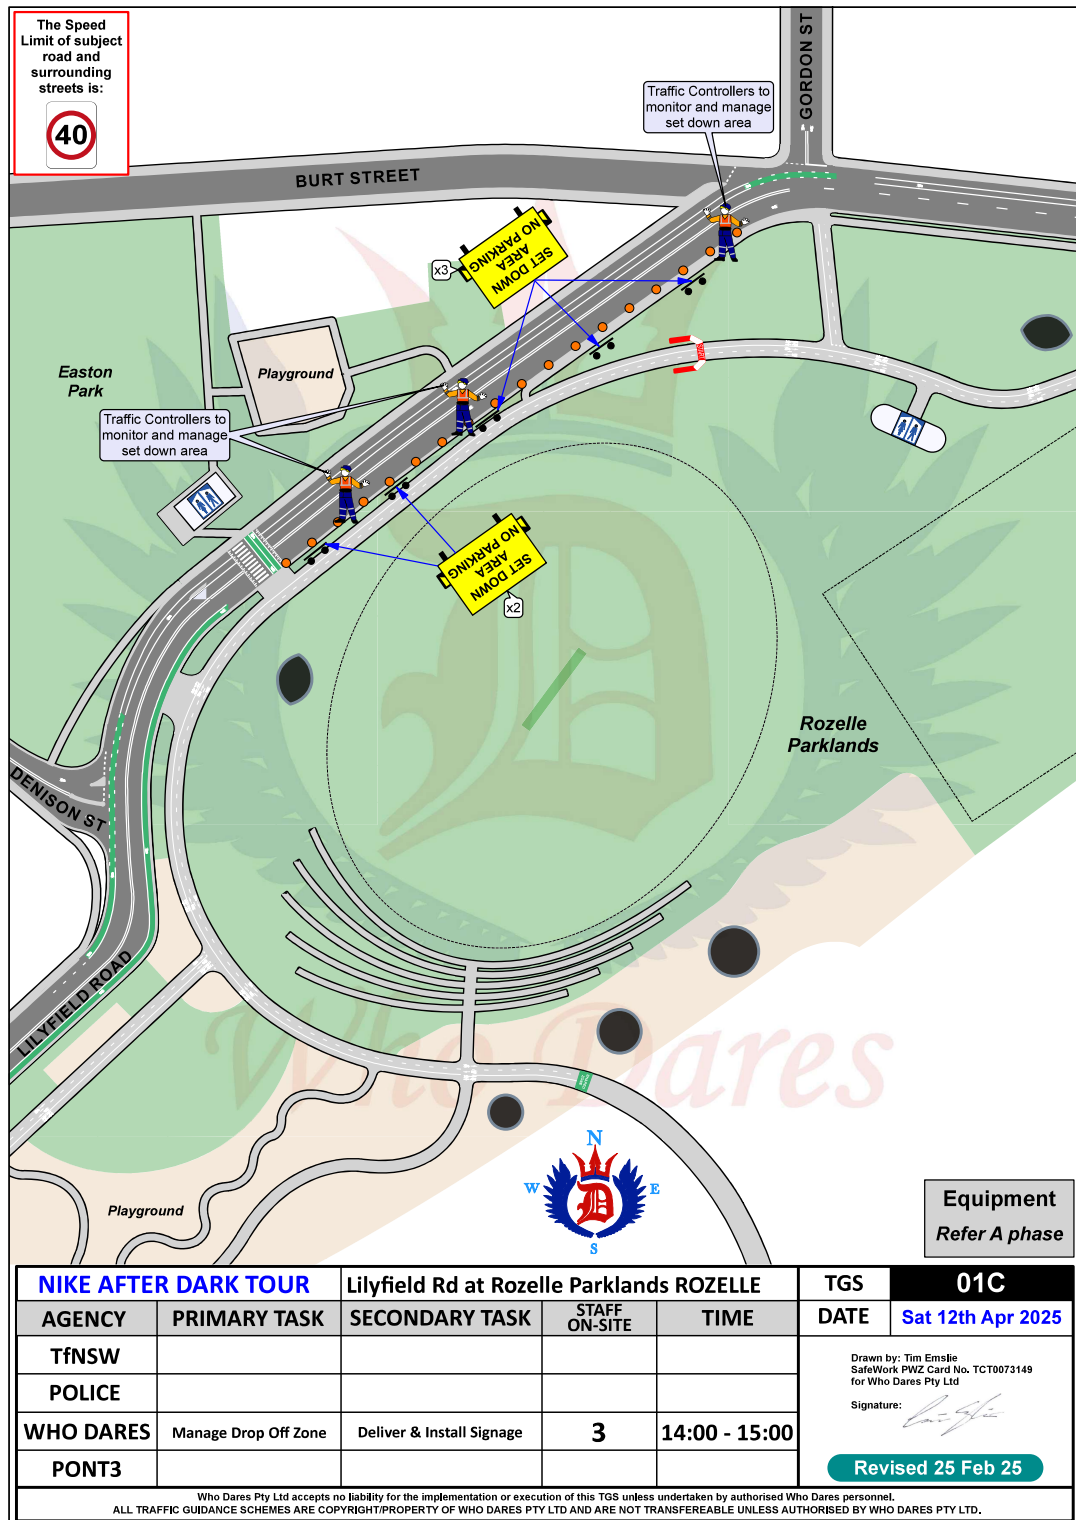 The Speed
Limit of subject
road and
surrounding
streets is:
40
GORDON ST
Traffic Controllers to
monitor and manage
set down area
BURT STREET
SET DOWN
AREA
NO PARKING
x3
Easton
Park
Playground
Traffic Controllers to
monitor and manage
set down area
SET DOWN
AREA
NO PARKING
x2
Rozelle
Parklands
DENISON ST
LILYFIELD ROAD
Who Dares
Playground
N
W
E
S
D
Equipment
Refer A phase
NIKE AFTER DARK TOUR
Lilyfield Rd at Rozelle Parklands ROZELLE
TGS
01C
AGENCY
PRIMARY TASK
SECONDARY TASK
STAFF
ON-SITE
TIME
DATE
Sat 12th Apr 2025
TfNSW
POLICE
WHO DARES
Manage Drop Off Zone
Deliver & Install Signage
3
14:00 - 15:00
PONT3
Drawn by: Tim Emslie
SafeWork PWZ Card No. TCT0073149
for Who Dares Pty Ltd
Signature:
Revised 25 Feb 25
Who Dares Pty Ltd accepts no liability for the implementation or execution of this TGS unless undertaken by authorised Who Dares personnel.
ALL TRAFFIC GUIDANCE SCHEMES ARE COPYRIGHT/PROPERTY OF WHO DARES PTY LTD AND ARE NOT TRANSFEREABLE UNLESS AUTHORISED BY WHO DARES PTY LTD.